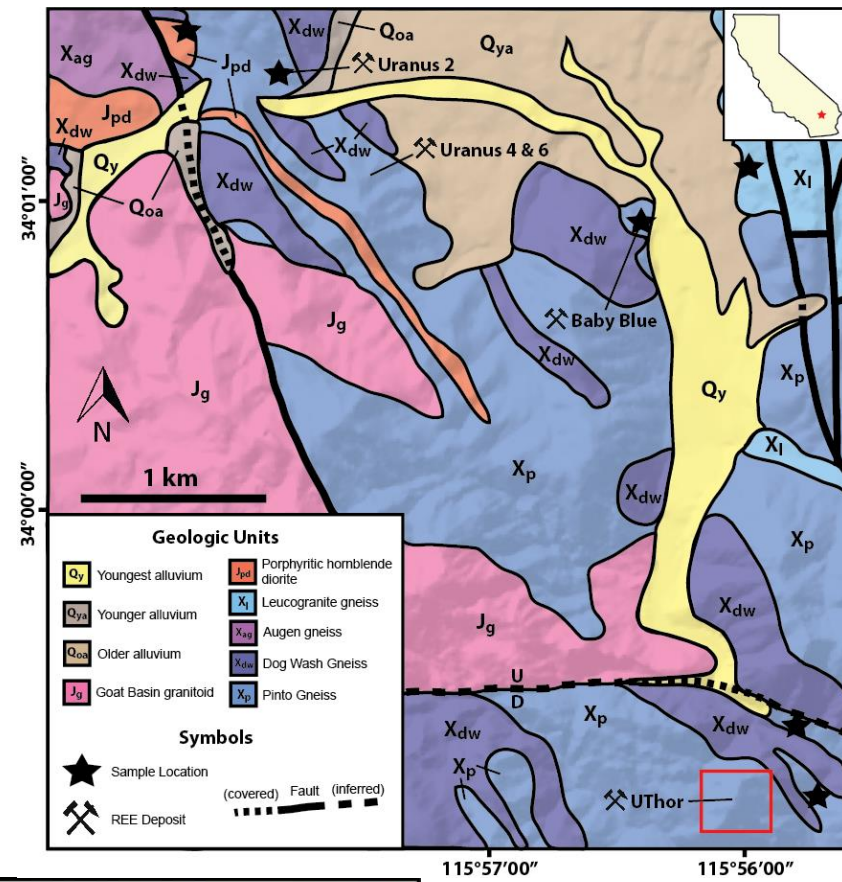 Xag
Xdw
Jpd
Xdw
Qoa
Qya
Uranus 2
Jpd
Xdw
Qy
Jg
Qoa
Xdw
Xdw
Uranus 4 & 6
Xl
34°01'00"
Jg
Xdw
Baby Blue
Xdw
Jg
Xp
Qy
N
1 km
Xp
Xl
Xdw
34°00'00"
Xp
Xdw
Jg
U
D
Xp
Xdw
Xdw
Xp
UThor
Geologic Units
Qy Youngest alluvium
Qya Younger alluvium
Qoa Older alluvium
Jg Goat Basin granitoid
Jpd Porphyritic hornblende
diorite
Xl Leucogranite gneiss
Xag Augen gneiss
Xdw Dog Wash Gneiss
Xp Pinto Gneiss
Symbols
Sample Location
REE Deposit
(covered) Fault (inferred)
115°57'00"
115°56'00"